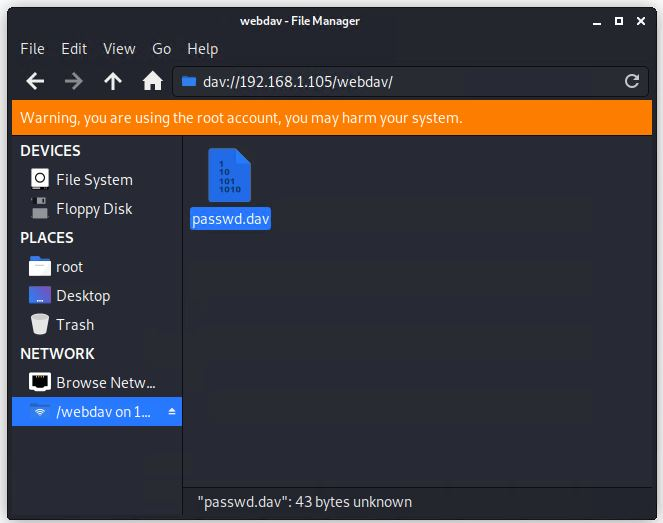 webdav - File Manager
File Edit View Go Help
dav://192.168.1.105/webdav/
Warning, you are using the root account, you may harm your system.
DEVICES
File System
Floppy Disk
PLACES
root
Desktop
Trash
NETWORK
Browse Netw...
/webdav on 1...
1
10
101
1010
passwd.dav
"passwd.dav": 43 bytes unknown